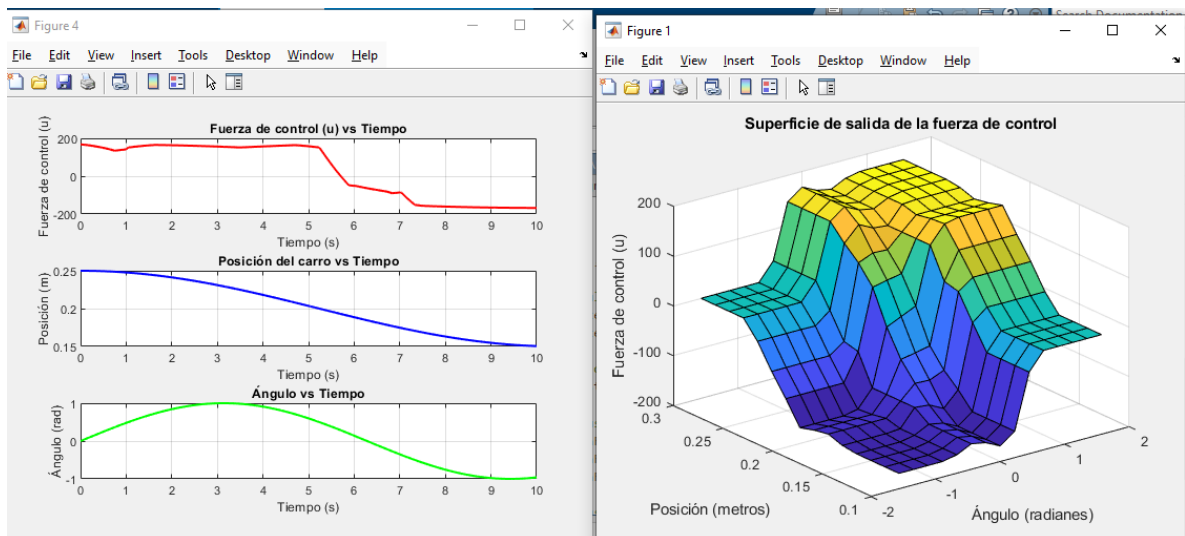 Figure 4
File Edit View Insert Tools Desktop Window Help
Fuerza de control (u) vs Tiempo
Fuerza de control (u)
200
0
-200
0 1 2 3 4 5 6 7 8 9 10
Tiempo (s)
Posición del carro vs Tiempo
Posición (m)
0.25
0.2
0.15
0 1 2 3 4 5 6 7 8 9 10
Tiempo (s)
Ángulo vs Tiempo
Ángulo (rad)
1
0
-1
0 1 2 3 4 5 6 7 8 9 10
Tiempo (s)
Search Documentation
Figure 1
File Edit View Insert Tools Desktop Window Help
Superficie de salida de la fuerza de control
Fuerza de control (u)
200
100
0
-100
-200
0.3
0.25
0.2
0.15
0.1
Posición (metros)
-2
-1
0
1
2
Ángulo (radianes)